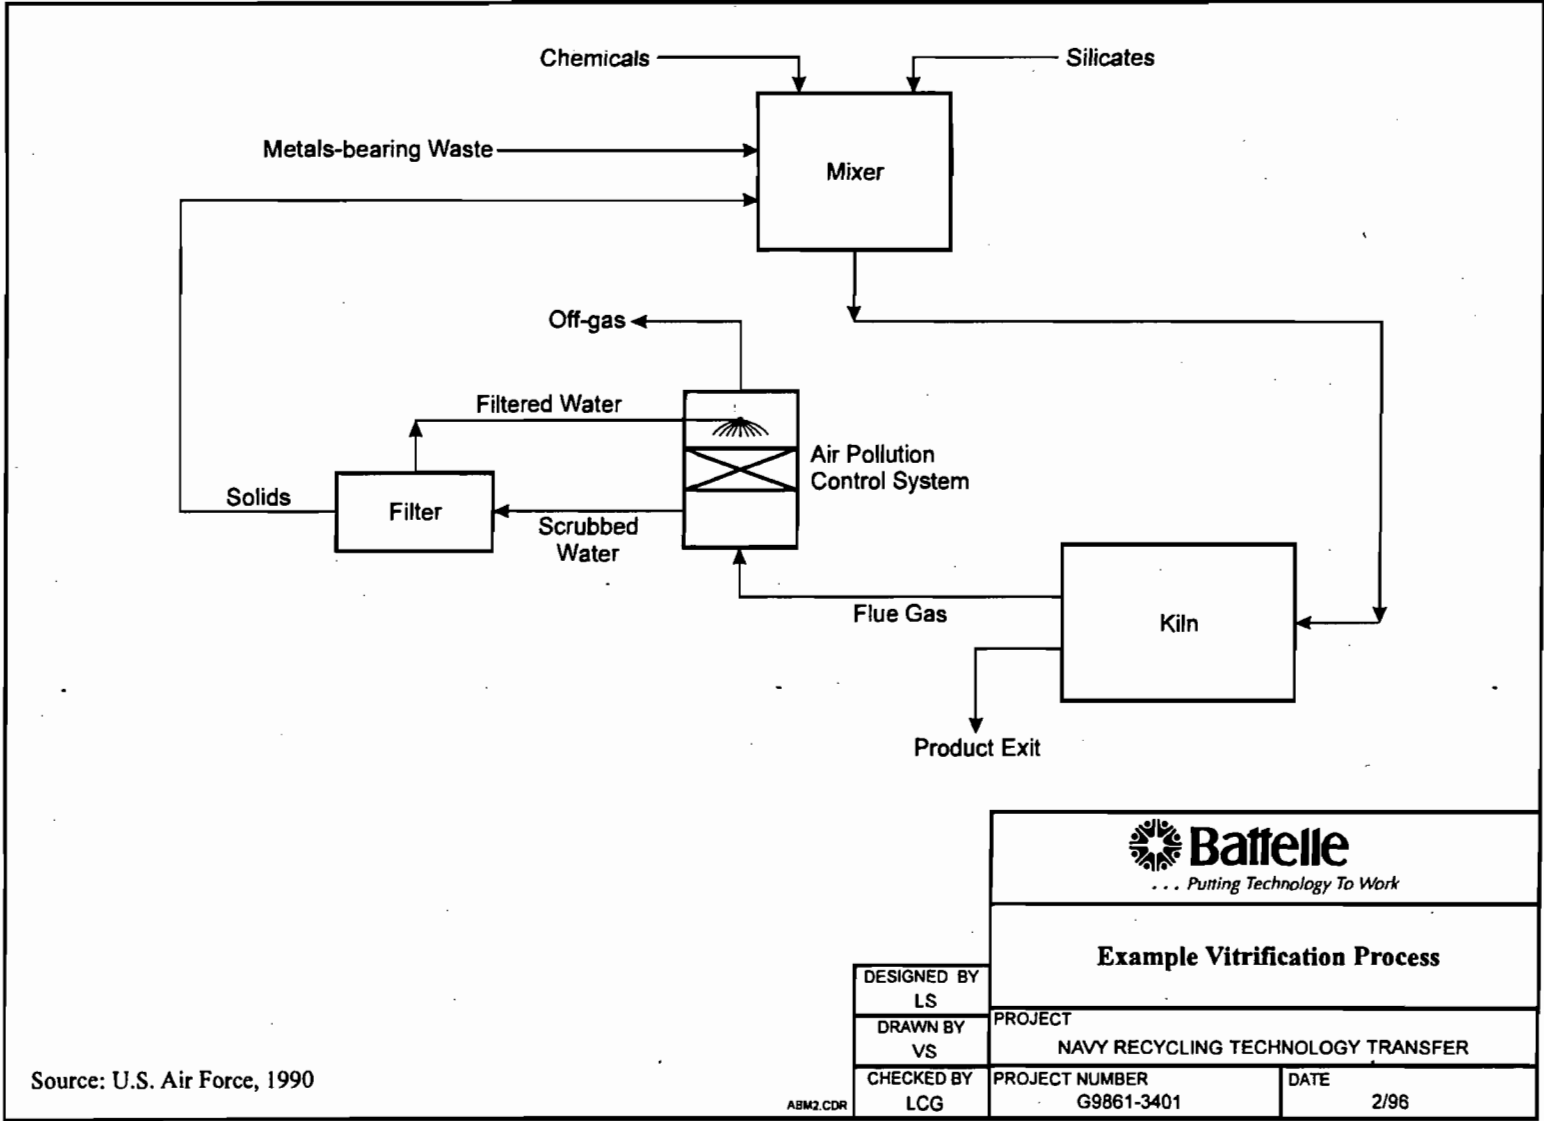 Chemicals
Silicates
Metals-bearing Waste
Mixer
Off-gas
Filtered Water
Air Pollution
Control System
Solids
Filter
Scrubbed
Water
Flue Gas
Kiln
Product Exit
Battelle
. . . Putting Technology To Work
Example Vitrification Process
DESIGNED BY
LS
DRAWN BY
VS
PROJECT
NAVY RECYCLING TECHNOLOGY TRANSFER
CHECKED BY
LCG
PROJECT NUMBER
G9861-3401
DATE
2/96
Source: U.S. Air Force, 1990
ABM2.CDR